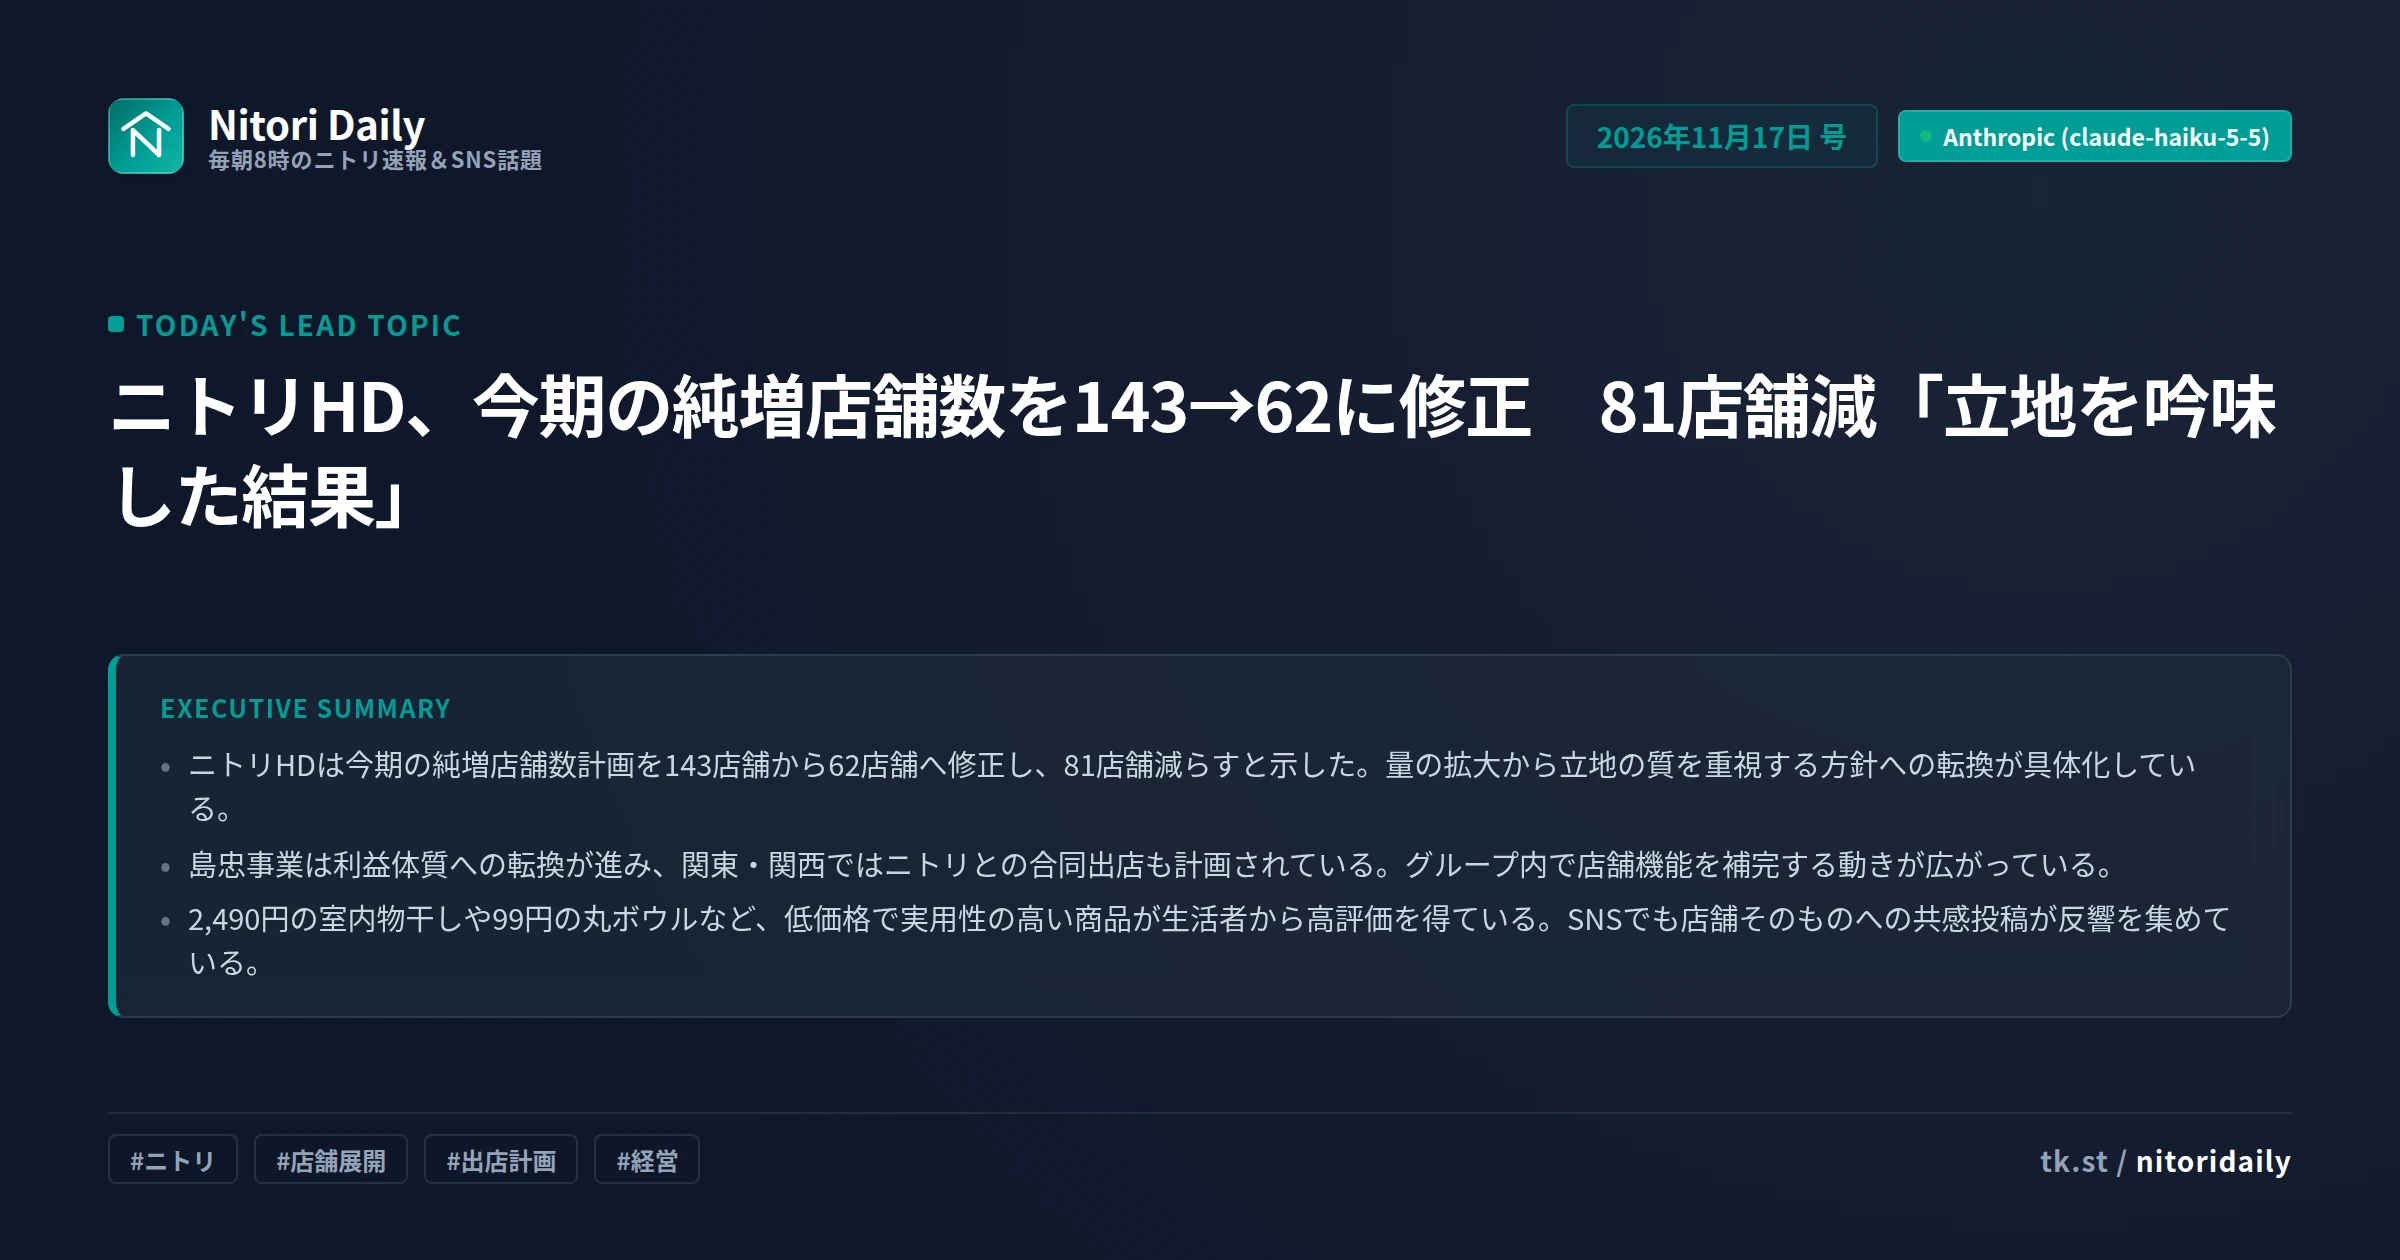 Nitori Daily
毎朝8時のニトリ速報＆SNS話題
2026年11月17日 号
Anthropic (claude-haiku-5-5)
TODAY'S LEAD TOPIC
ニトリHD、今期の純増店舗数を143→62に修正　81店舗減「立地を吟味
した結果」
EXECUTIVE SUMMARY
• ニトリHDは今期の純増店舗数計画を143店舗から62店舗へ修正し、81店舗減らすと示した。量の拡大から立地の質を重視する方針への転換が具体化してい
る。
• 島忠事業は利益体質への転換が進み、関東・関西ではニトリとの合同出店も計画されている。グループ内で店舗機能を補完する動きが広がっている。
• 2,490円の室内物干しや99円の丸ボウルなど、低価格で実用性の高い商品が生活者から高評価を得ている。SNSでも店舗そのものへの共感投稿が反響を集めて
いる。
#ニトリ
#店舗展開
#出店計画
#経営
tk.st / nitoridaily